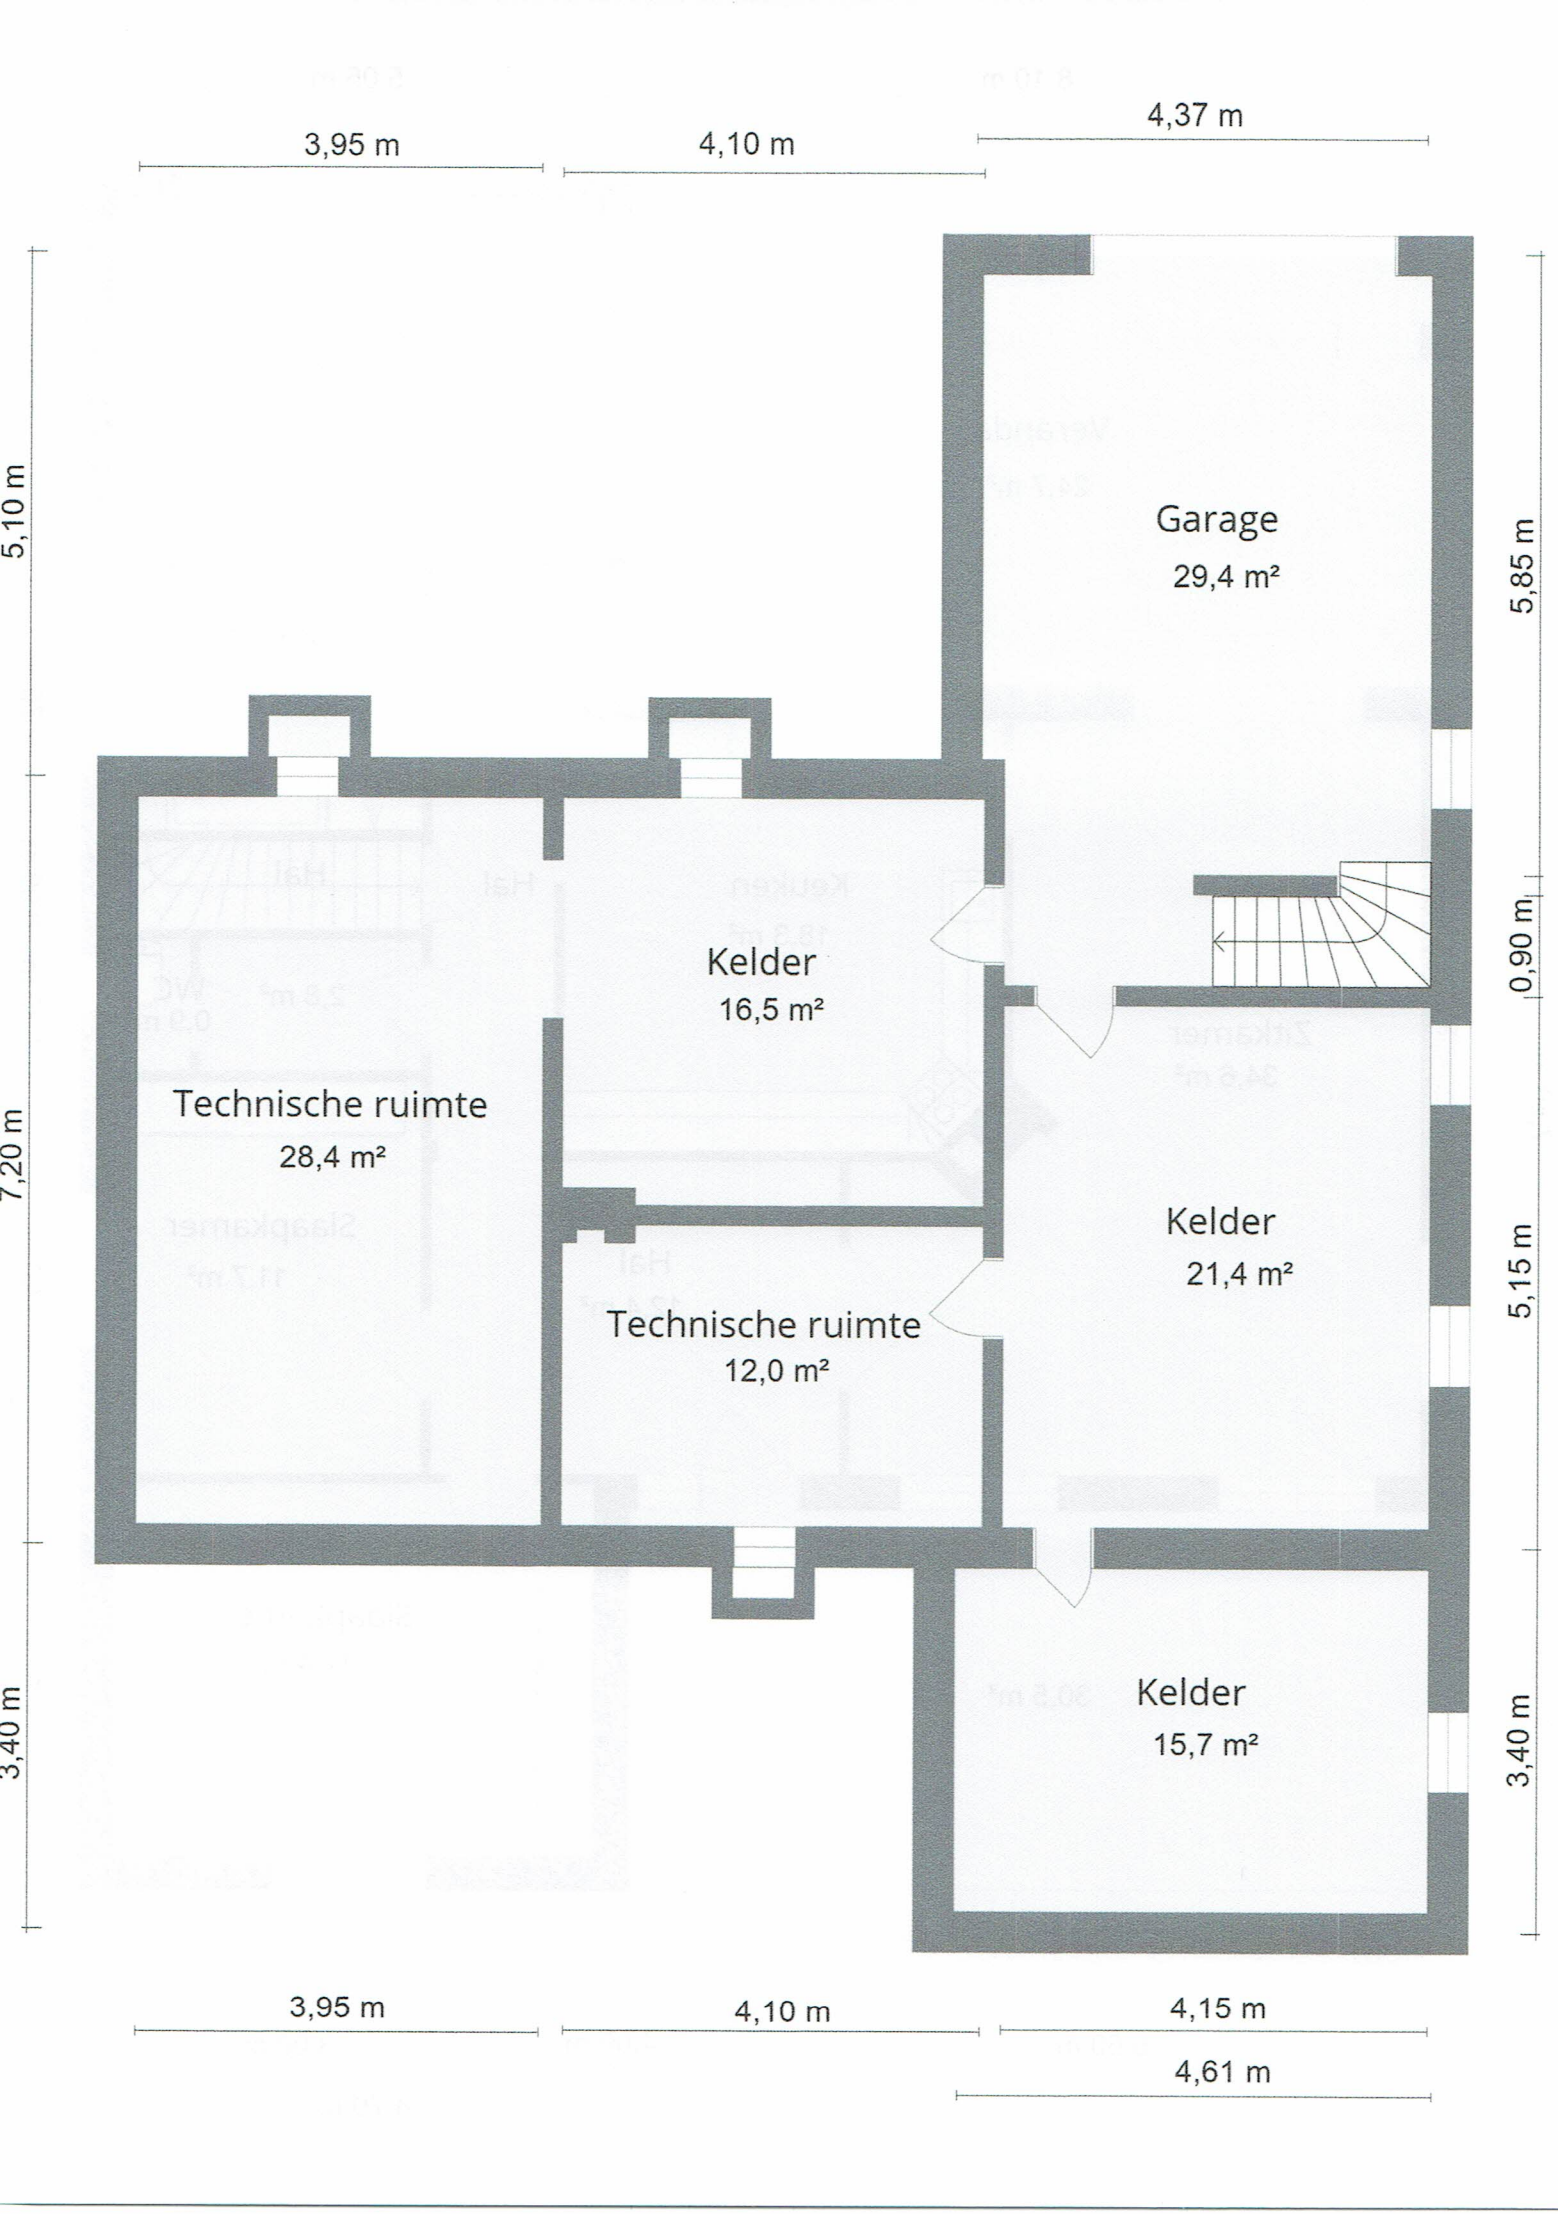 4,37 m
3,95 m
4,10 m
5,10 m
Garage
29,4 m²
5,85 m
Kelder
16,5 m²
0,90 m
Technische ruimte
28,4 m²
7,20 m
Kelder
21,4 m²
5,15 m
Technische ruimte
12,0 m²
Kelder
15,7 m²
3,40 m
3,40 m
3,95 m
4,10 m
4,15 m
4,61 m